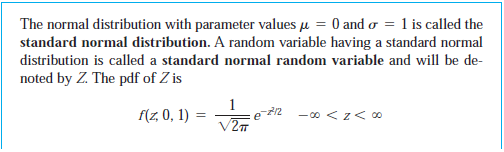 The normal distribution with parameter values μ = 0 and σ = 1 is called the
standard normal distribution. A random variable having a standard normal
distribution is called a standard normal random variable and will be de-
noted by Z. The pdf of Z is
f(z; 0, 1) = 1/√2π e^(-z²/2) -∞ < z < ∞